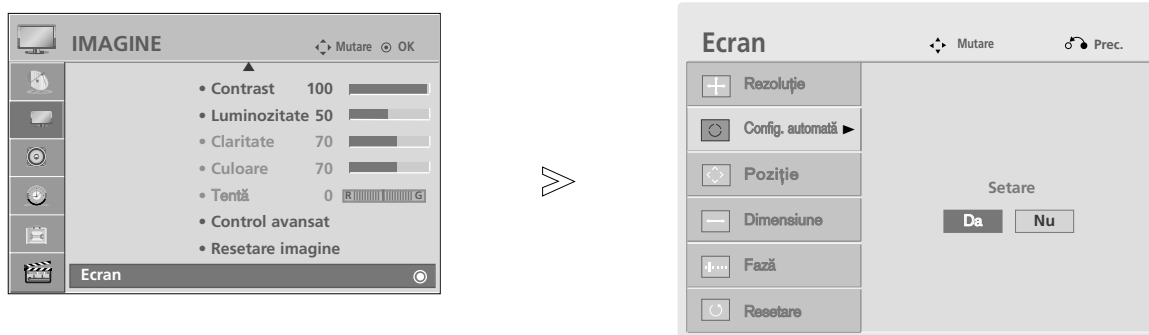 IMAGINE
Mutare OK
• Contrast 100
• Luminozitate 50
• Claritate 70
• Culoare 70
• Tentă 0 R G
• Control avansat
• Resetare imagine
Ecran
Ecran
Mutare Prec.
Rezoluție
Config. automată ►
Poziție
Dimensiune
Fază
Resetare
Setare
Da Nu